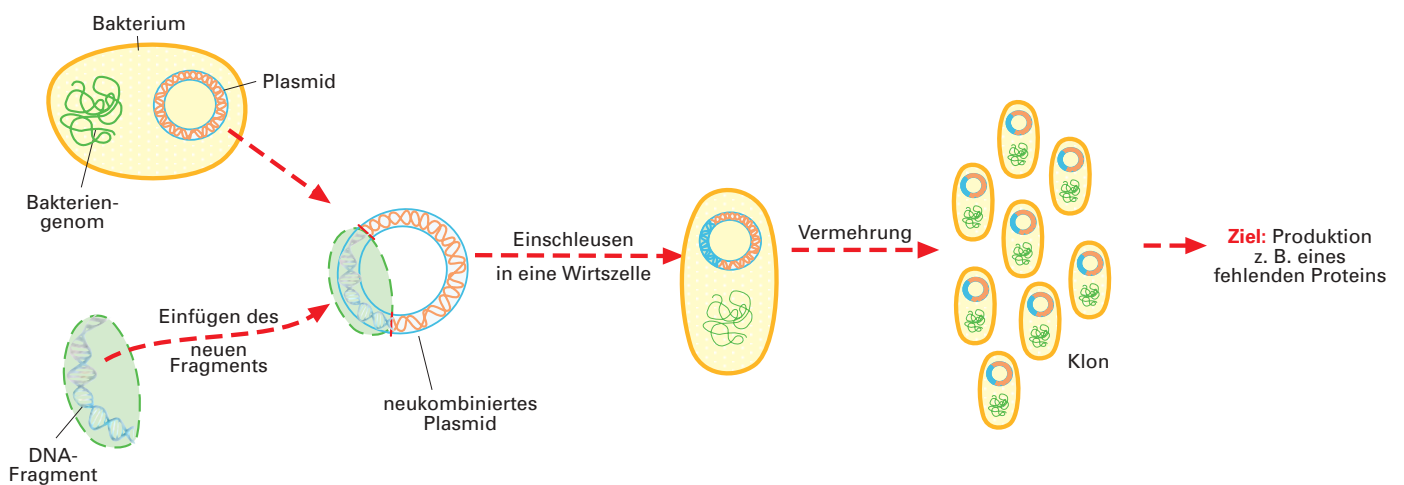 Bakterium
Plasmid
Bakterien-
genom
Einfügen des
neuen
Fragments
DNA-
Fragment
neukombiniertes
Plasmid
Einschleusen
in eine Wirtszelle
Vermehrung
Klon
Ziel: Produktion
z. B. eines
fehlenden Proteins